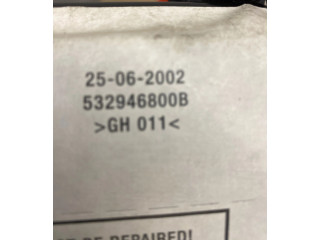 25-06-2002
532946800B
>GH 011<
T BE REPAIRED!